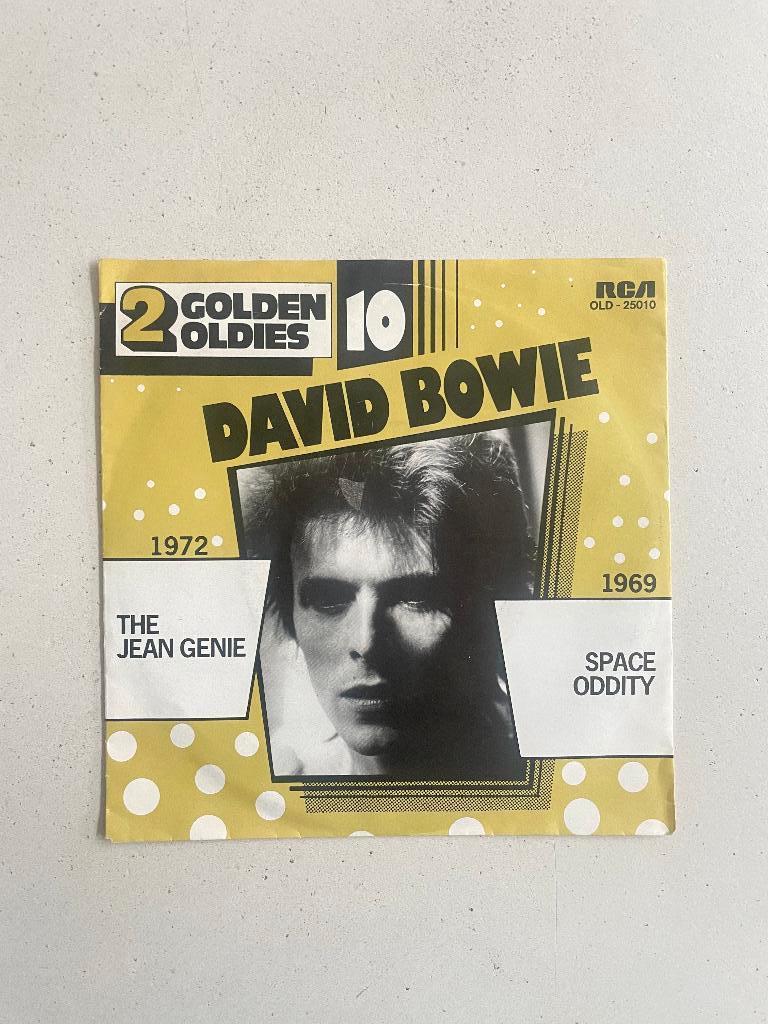 2 GOLDEN
OLDIES
10
RCA
OLD - 25010
DAVID BOWIE
1972
THE
JEAN GENIE
1969
SPACE
ODDITY